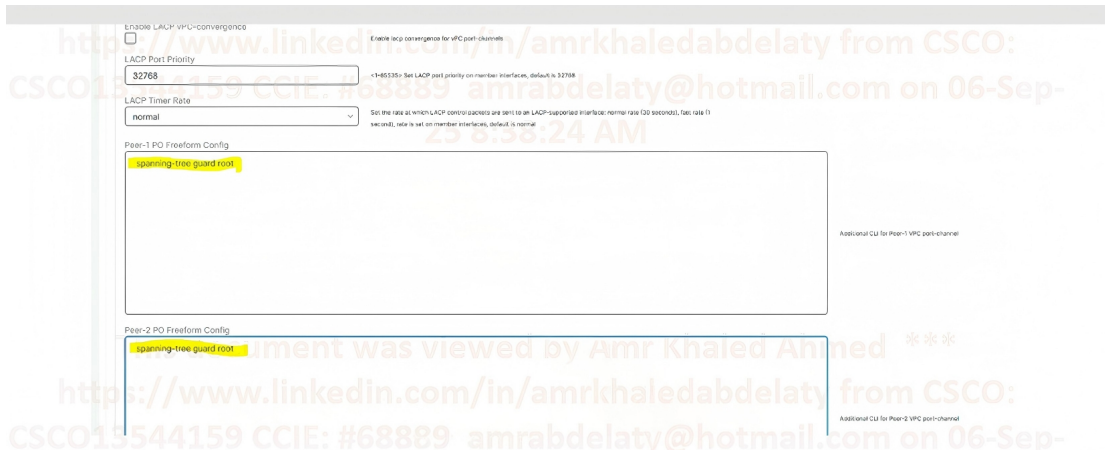 Enable LACP VPC-convergence
Enable lacp convergence for vPC port-channels
https://www.linkedin.com/in/amrkhaledabdelaty from CSCO:
LACP Port Priority
32768
<1-65535> Set LACP port priority on member interfaces, default is 32768
CSCO13544159 CCIE: #68889 amrabdelaty@hotmail.com on 06-Sep-
LACP Timer Rate
normal
Set the rate at which LACP control packets are sent to an LACP-supported interface: normal rate (30 seconds), fast rate (1
second), rate is set on member interfaces, default is normal
25 8:58:24 AM
Peer-1 PO Freeform Config
spanning-tree guard root
Additional CLI for Peer-1 VPC port-channel
Peer-2 PO Freeform Config
spanning-tree guard root
document was viewed by Amr Khaled Ahmed ***
https://www.linkedin.com/in/amrkhaledabdelaty from CSCO:
Additional CLI for Peer-2 VPC port-channel
CSCO13544159 CCIE: #68889 amrabdelaty@hotmail.com on 06-Sep-